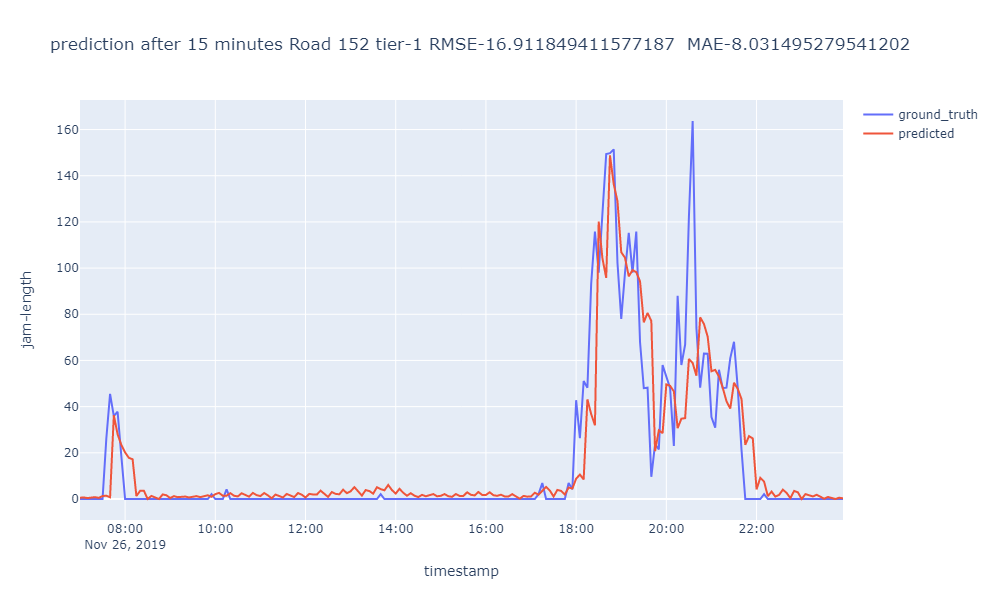 prediction after 15 minutes Road 152 tier-1 RMSE-16.911849411577187  MAE-8.031495279541202
ground_truth
predicted
160
140
120
100
80
60
40
20
0
jam-length
08:00 10:00 12:00 14:00 16:00 18:00 20:00 22:00
Nov 26, 2019
timestamp